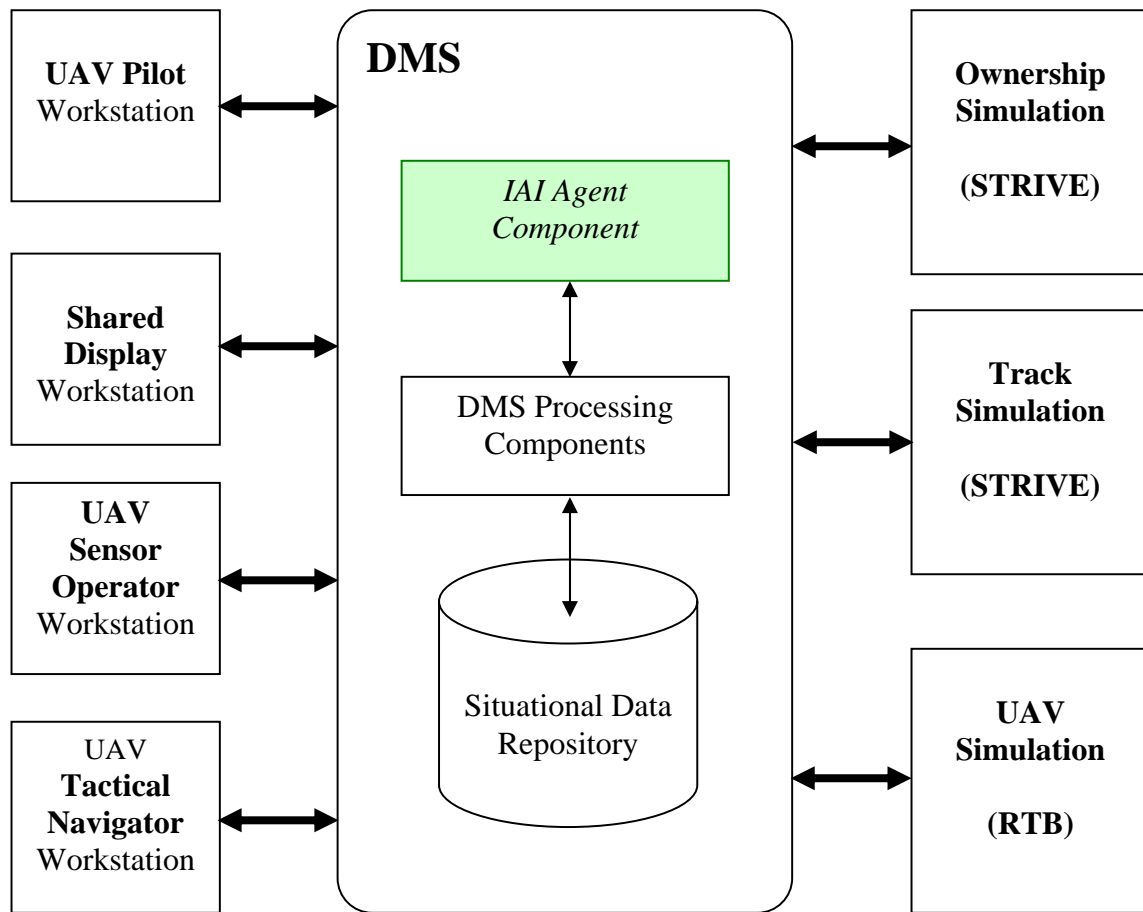 UAV Pilot
Workstation
Shared
Display
Workstation
UAV
Sensor
Operator
Workstation
UAV
Tactical
Navigator
Workstation
DMS
IAI Agent
Component
DMS Processing
Components
Situational Data
Repository
Ownership
Simulation
(STRIVE)
Track
Simulation
(STRIVE)
UAV
Simulation
(RTB)